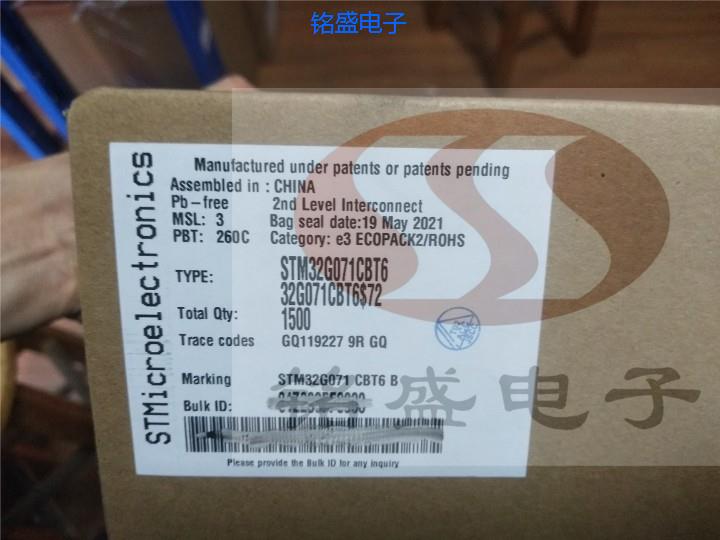 铭盛电子
STMicroelectronics
Manufactured under patents or patents pending
Assembled in : CHINA
Pb-free 2nd Level Interconnect
MSL: 3 Bag seal date:19 May 2021
PBT: 260C Category: e3 ECOPACK2/ROHS
TYPE: STM32G071CBT6
32G071CBT6$72
Total Qty: 1500
Trace codes GQ119227 9R GQ
Marking STM32G071 CBT6 B
铭盛电子
Bulk ID:
Please provide the Bulk ID for any inquiry